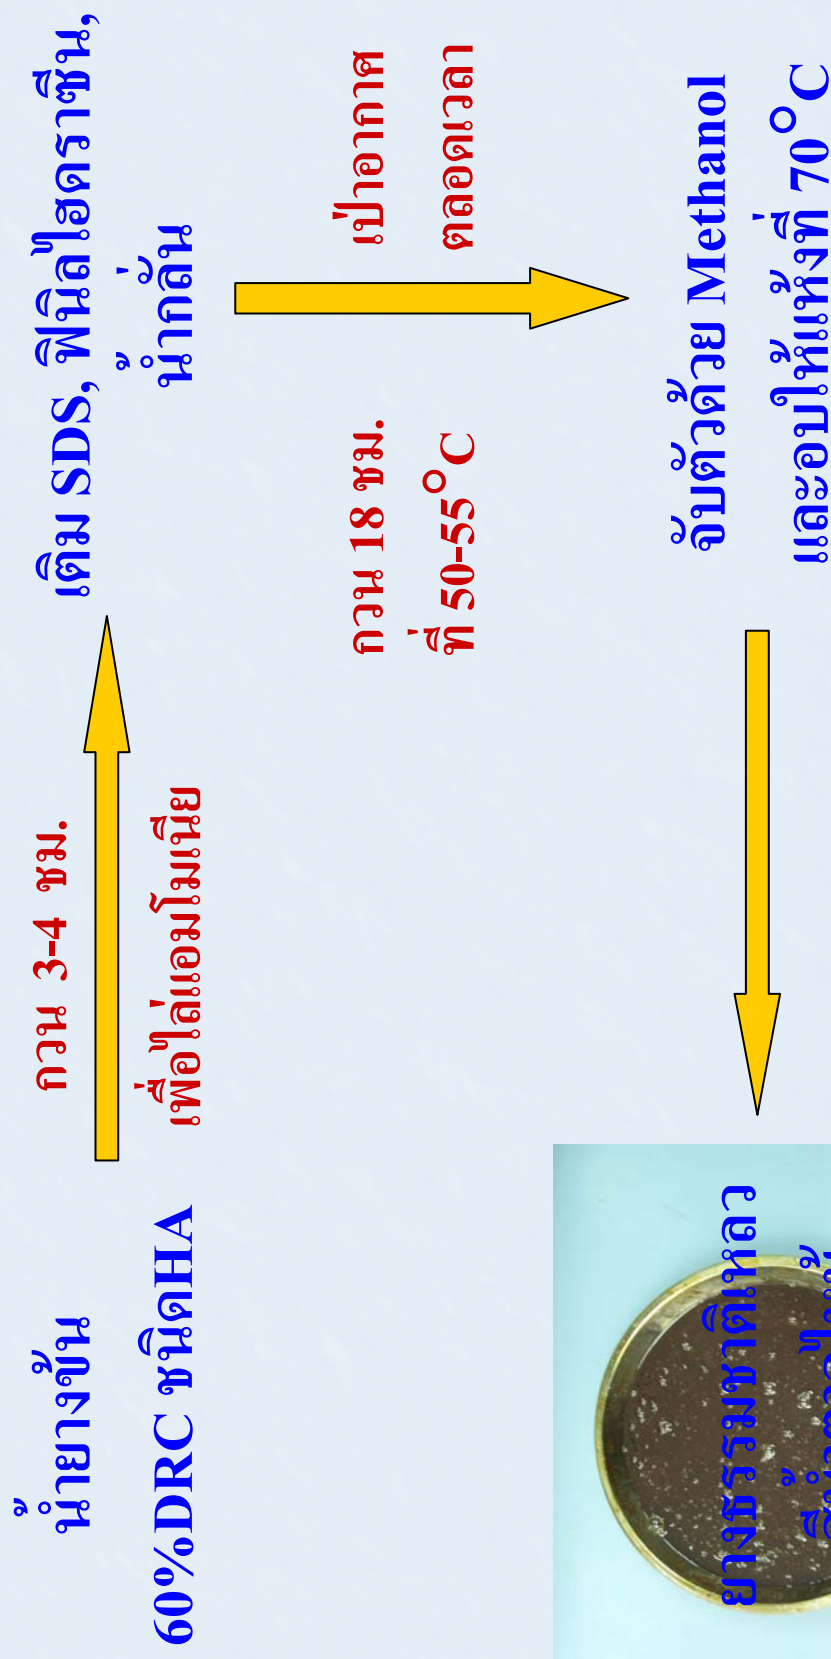 น้ำยางข้น
60%DRC ชนิดHA
กวน 3-4 ชม.
เพื่อไล่แอมโมเนีย
เติม SDS, ฟีนิลไฮดราซีน,
น้ำกลั่น
กวน 18 ชม.
ที่ 50-55°C
เป่าอากาศ
ตลอดเวลา
จับตัวด้วย Methanol
และอบให้แห้งที่ 70°C
ยางธรรมชาติเหลว